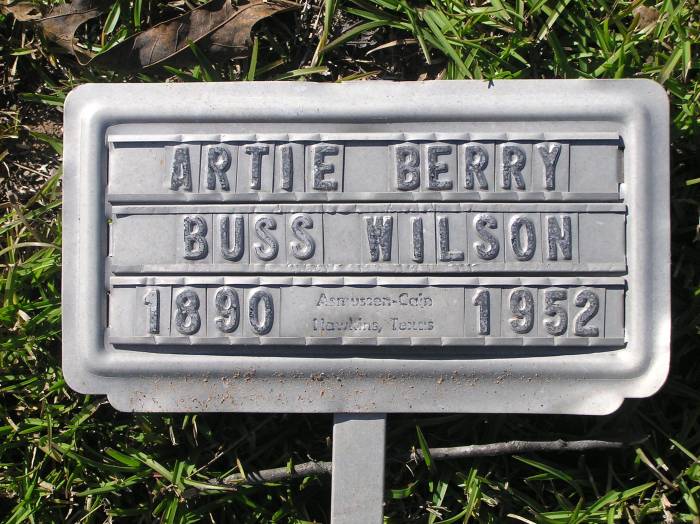 ARTIE BERRY
BUSS WILSON
1890 Asmussen-Cain 1952
Hawkins, Texas